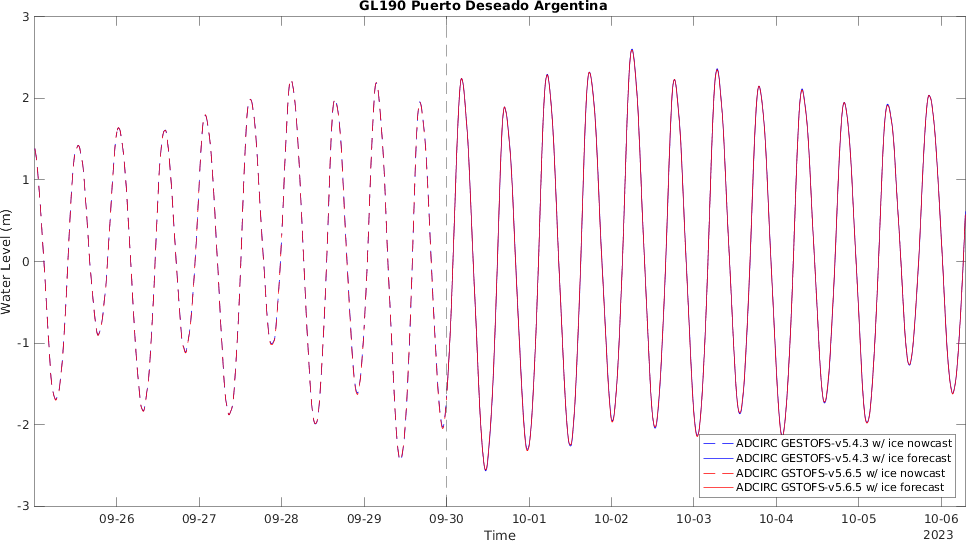 GL190 Puerto Deseado Argentina
3
2
1
0
-1
-2
-3
Water Level (m)
ADCIRC GESTOFS-v5.4.3 w/ ice nowcast
ADCIRC GESTOFS-v5.4.3 w/ ice forecast
ADCIRC GSTOFS-v5.6.5 w/ ice nowcast
ADCIRC GSTOFS-v5.6.5 w/ ice forecast
09-26 09-27 09-28 09-29 09-30 10-01 10-02 10-03 10-04 10-05 10-06
2023
Time